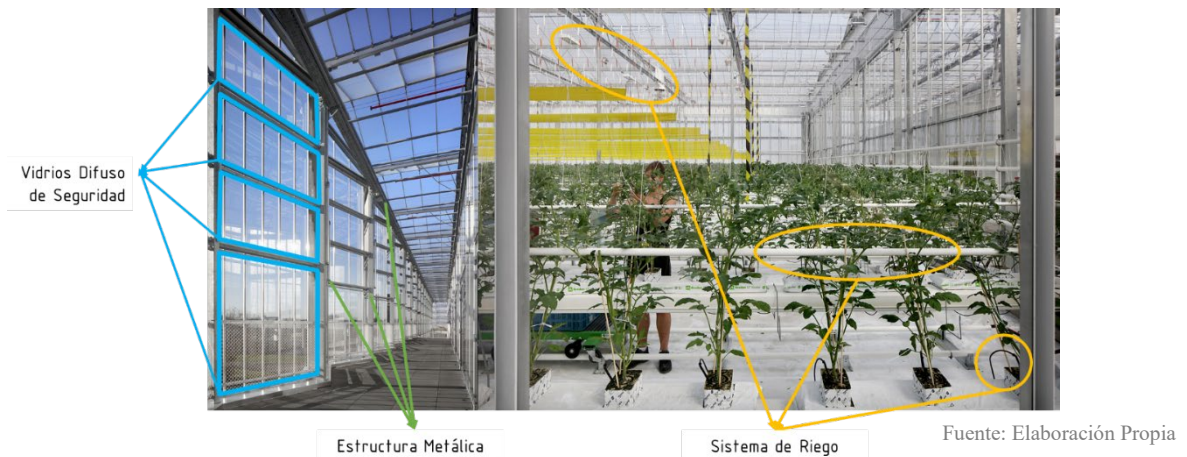 Vidrios Difuso
de Seguridad
Estructura Metálica
Sistema de Riego
Fuente: Elaboración Propia